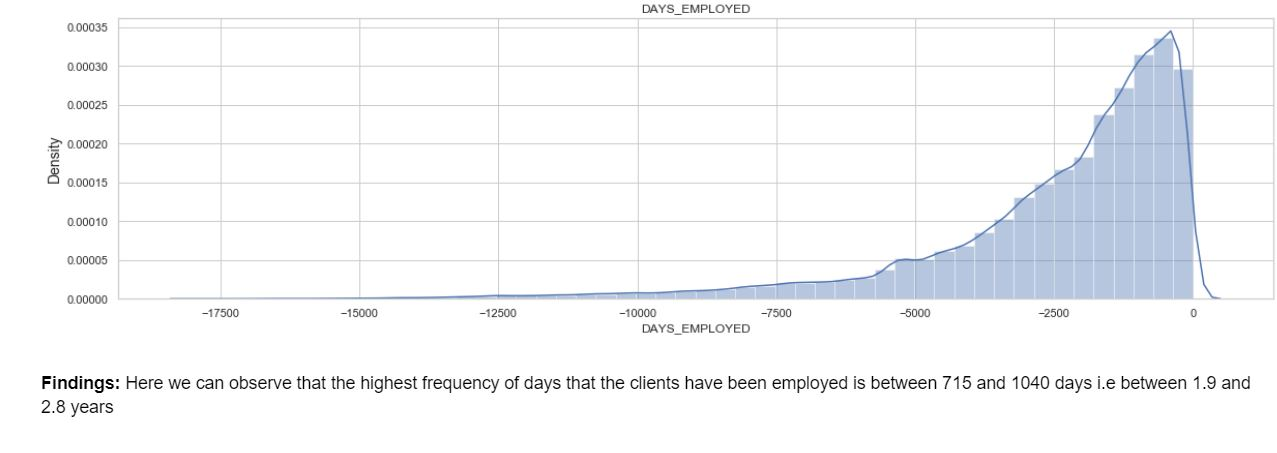 DAYS_EMPLOYED
0.00035
0.00030
0.00025
0.00020
0.00015
0.00010
0.00005
0.00000
Density
−17500 −15000 −12500 −10000 −7500 −5000 −2500 0
DAYS_EMPLOYED
Findings: Here we can observe that the highest frequency of days that the clients have been employed is between 715 and 1040 days i.e between 1.9 and
2.8 years